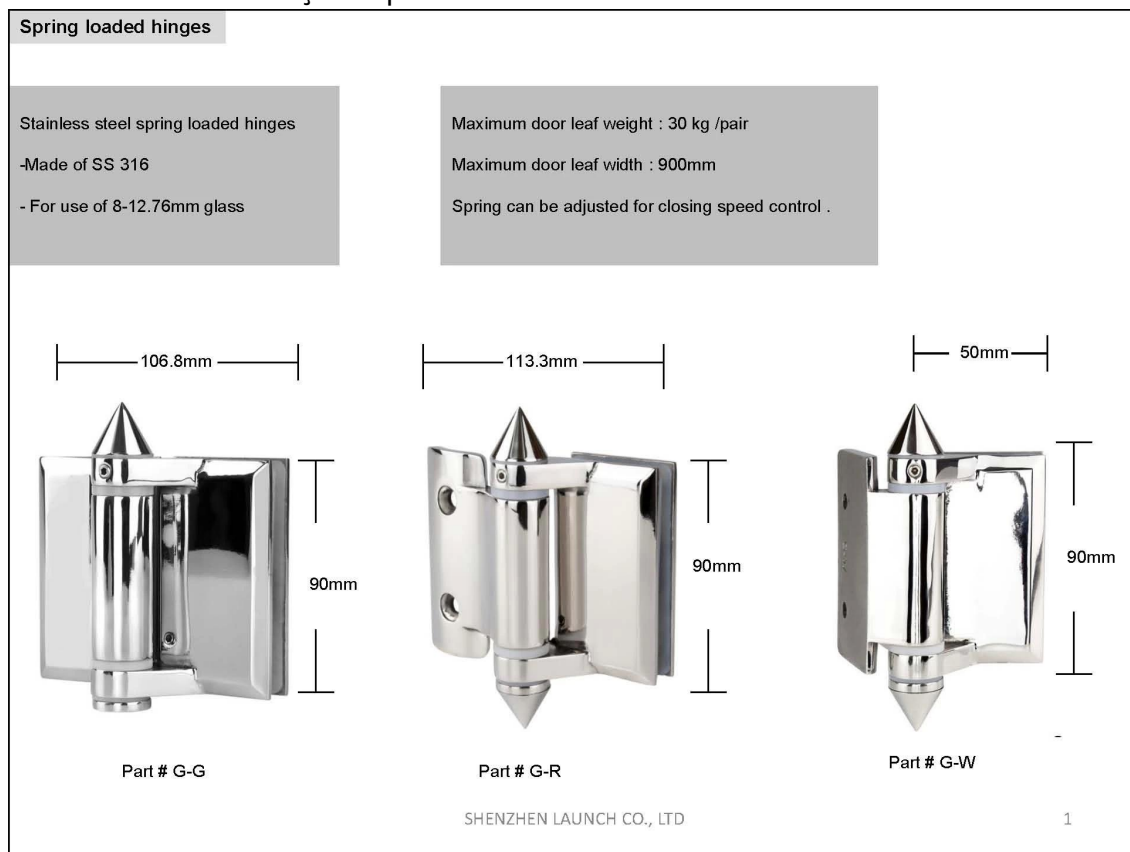 Spring loaded hinges
Stainless steel spring loaded hinges
-Made of SS 316
- For use of 8-12.76mm glass
Maximum door leaf weight : 30 kg /pair
Maximum door leaf width : 900mm
Spring can be adjusted for closing speed control .
106.8mm
113.3mm
50mm
90mm
90mm
90mm
Part # G-G
Part # G-R
Part # G-W
SHENZHEN LAUNCH CO., LTD
1